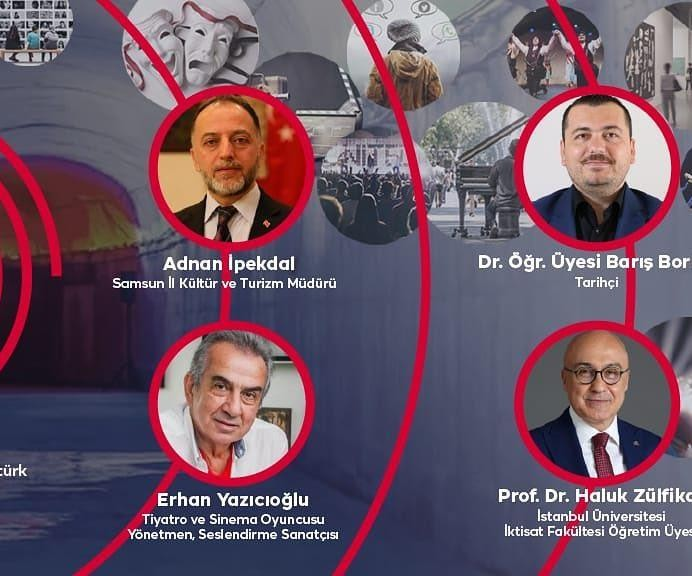 Adnan İpekdal
Samsun İl Kültür ve Turizm Müdürü
Dr. Öğr. Üyesi Barış Bor
Tarihçi
türk
Erhan Yazıcıoğlu
Tiyatro ve Sinema Oyuncusu
Yönetmen, Seslendirme Sanatçısı
Prof. Dr. Haluk Zülfika
İstanbul Üniversitesi
İktisat Fakültesi Öğretim Üyes